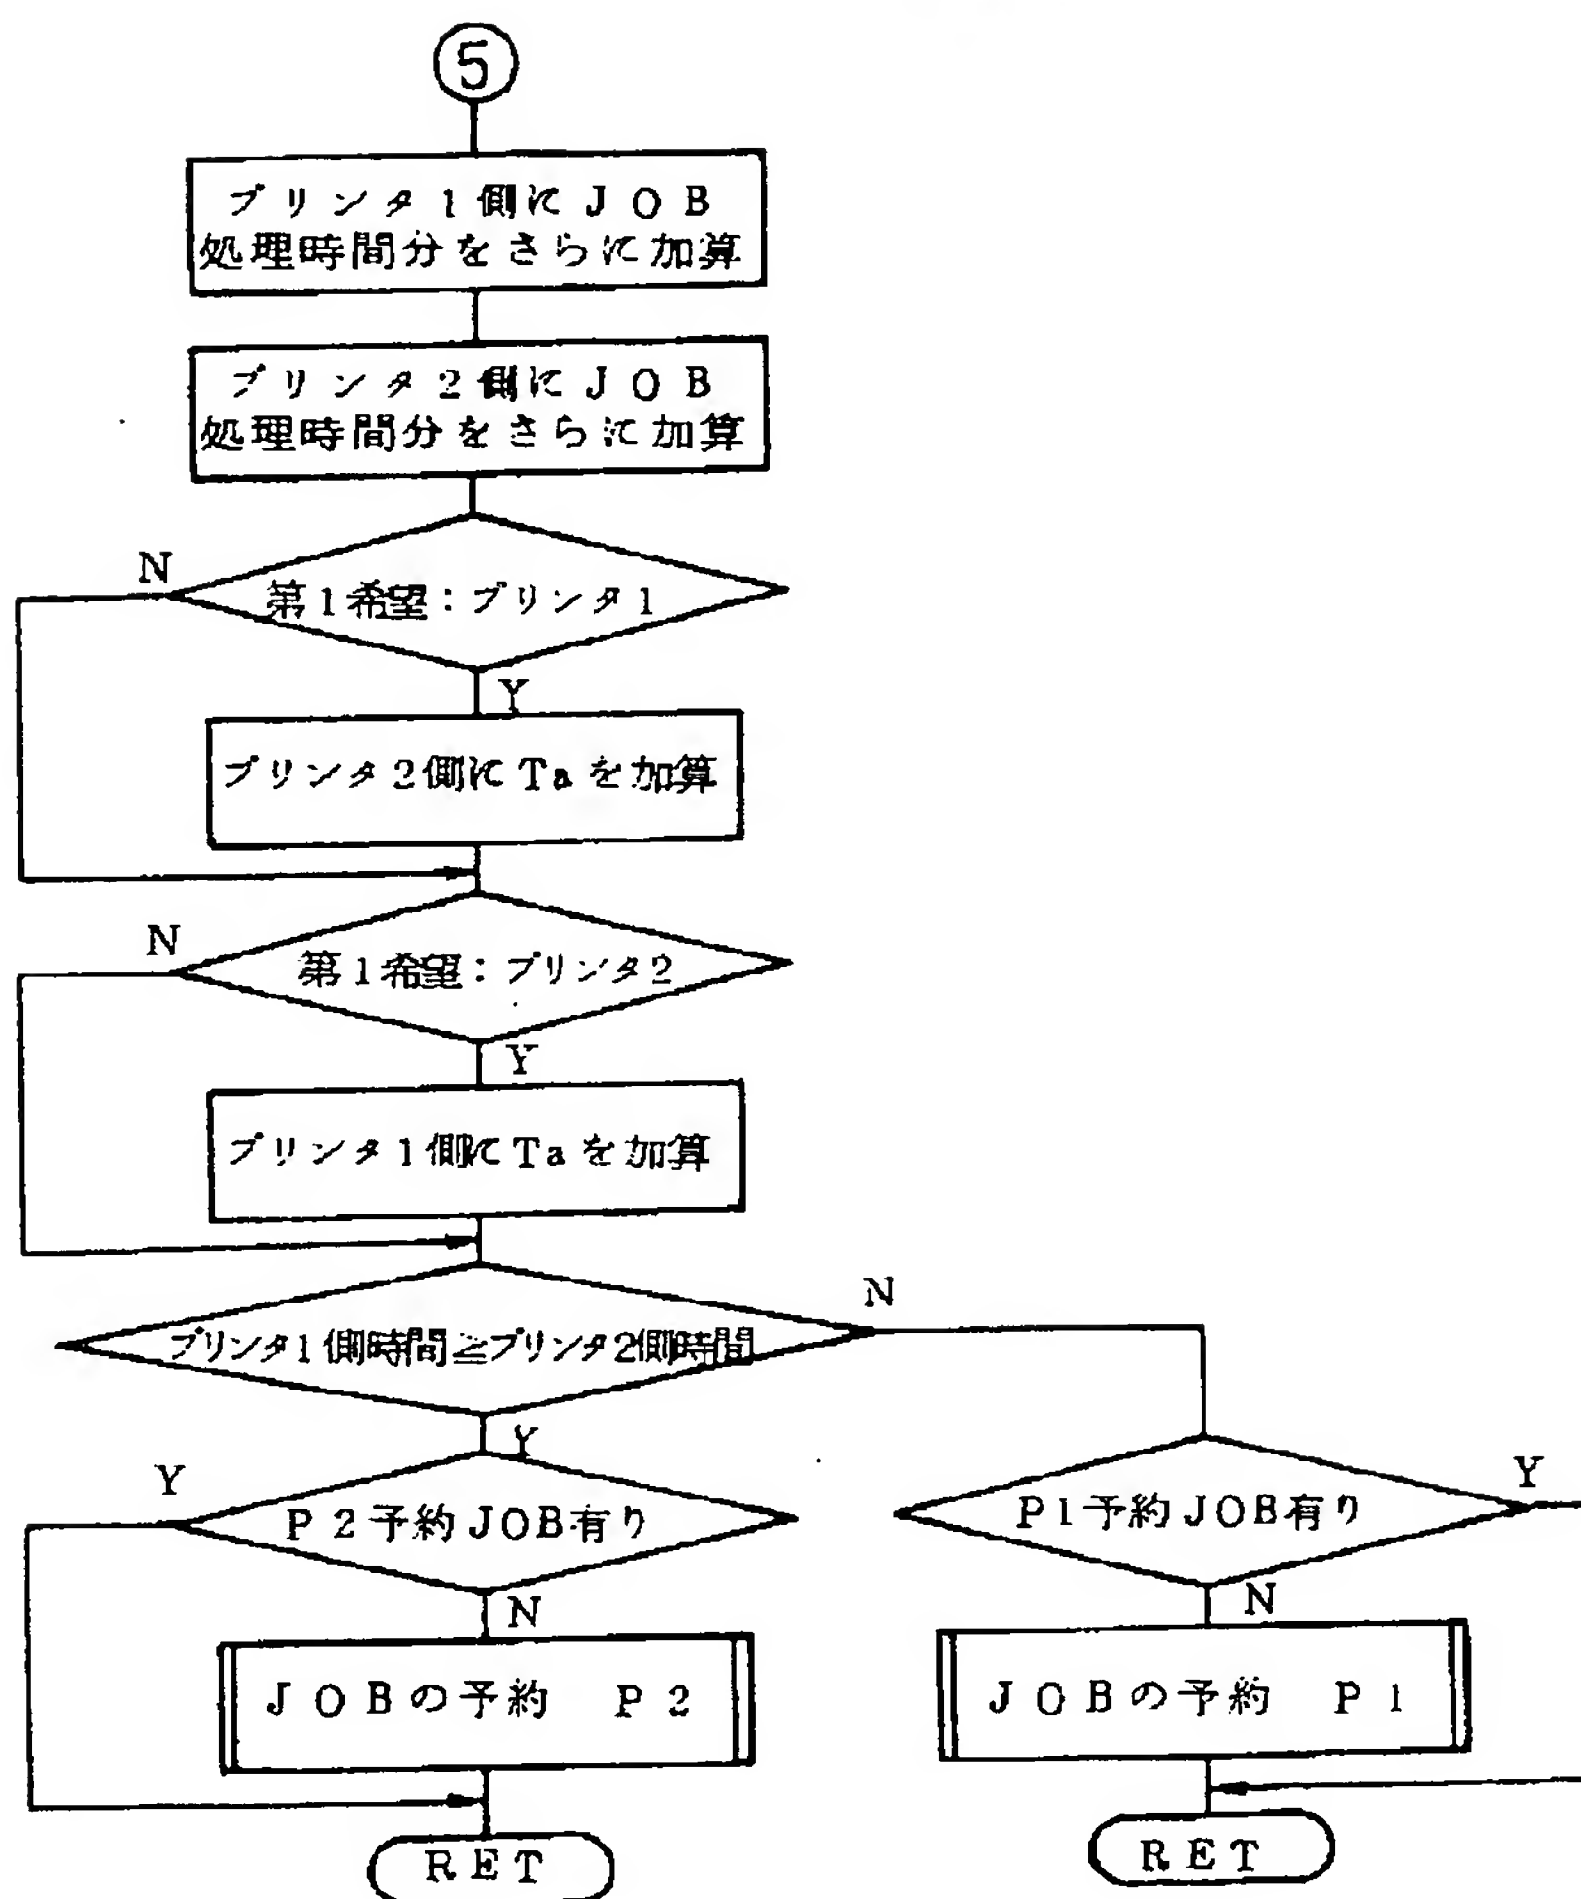 5
プリンタ1側にJOB
処理時間分をさらに加算
プリンタ2側にJOB
処理時間分をさらに加算
N
第1希望:プリンタ1
Y
プリンタ2側にTaを加算
N
第1希望:プリンタ2
Y
プリンタ1側にTaを加算
N
プリンタ1側時間≧プリンタ2側時間
Y
Y
P2予約JOB有り
N
JOBの予約 P2
RET
Y
P1予約JOB有り
N
JOBの予約 P1
RET